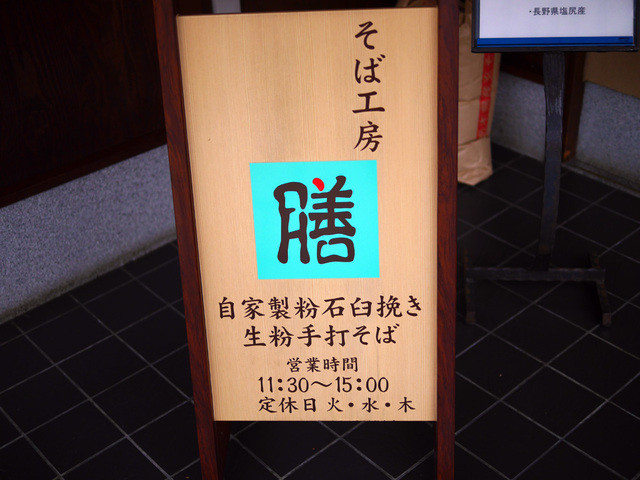 そば工房
膳
自家製粉石臼挽き
生粉手打そば
営業時間
11:30～15:00
定休日 火・水・木
・長野県塩尻産